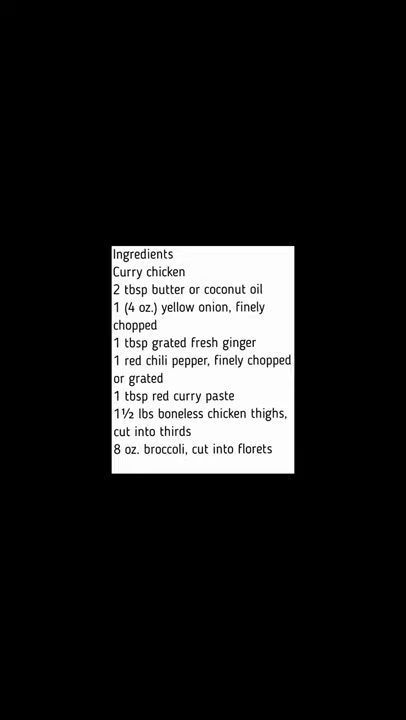 Ingredients
Curry chicken
2 tbsp butter or coconut oil
1 (4 oz.) yellow onion, finely
chopped
1 tbsp grated fresh ginger
1 red chili pepper, finely chopped
or grated
1 tbsp red curry paste
1½ lbs boneless chicken thighs,
cut into thirds
8 oz. broccoli, cut into florets